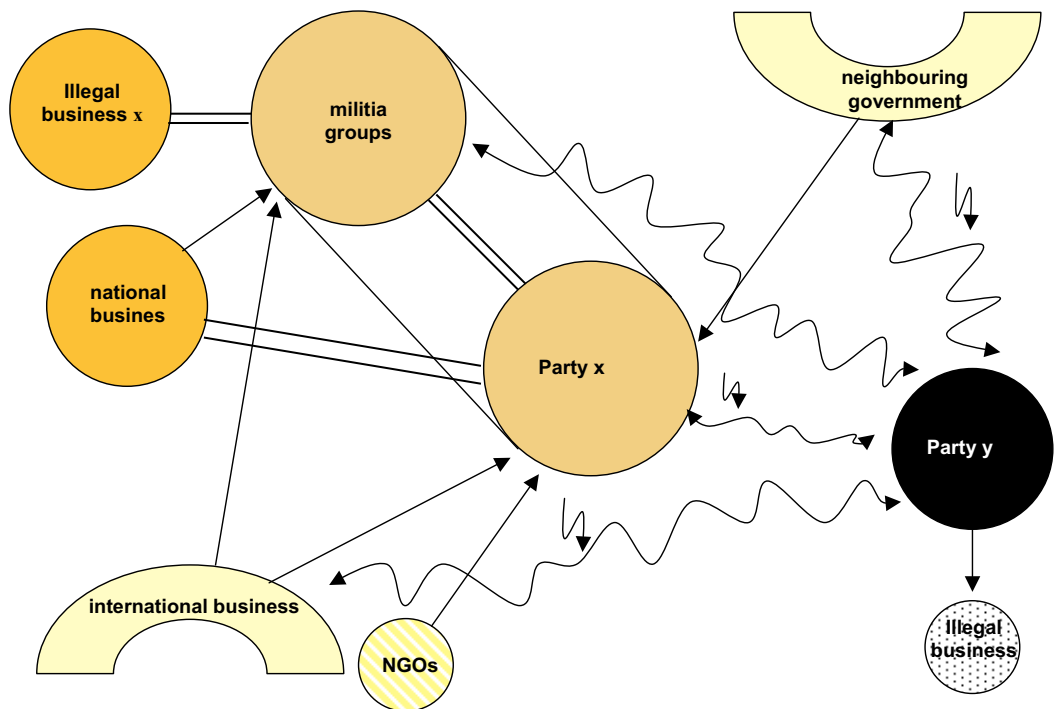 Illegal
business x
militia
groups
neighbouring
government
national
busines
Party x
Party y
international business
NGOs
Illegal
business